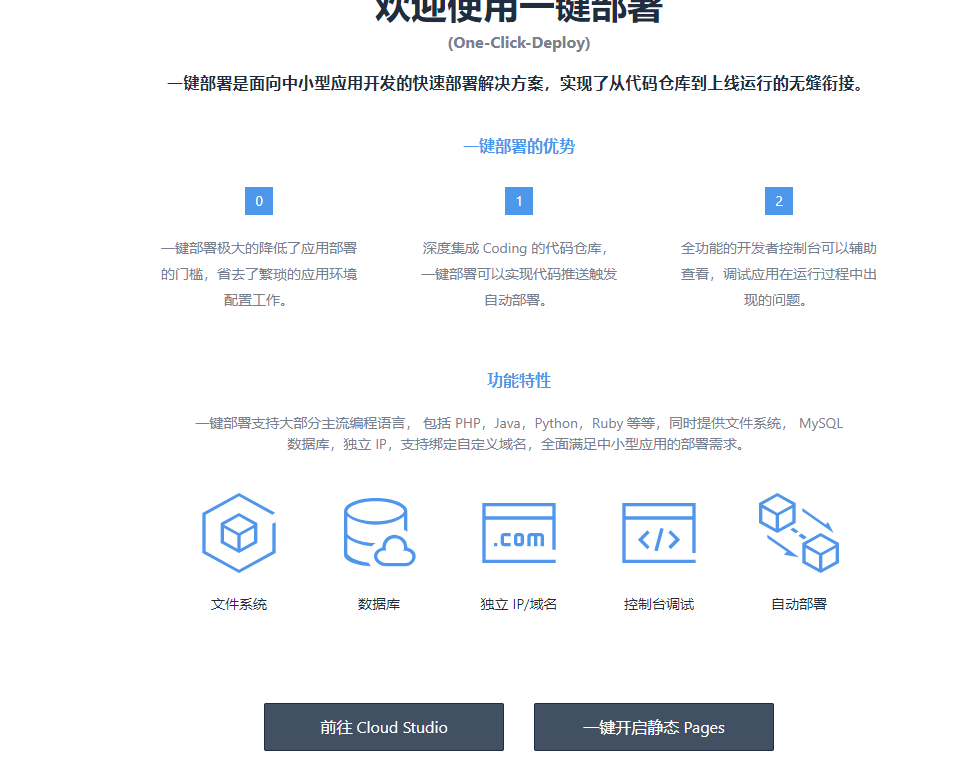 欢迎使用一键部署
(One-Click-Deploy)
一键部署是面向中小型应用开发的快速部署解决方案，实现了从代码仓库到上线运行的无缝衔接。
一键部署的优势
0
一键部署极大的降低了应用部署
的门槛，省去了繁琐的应用环境
配置工作。
1
深度集成 Coding 的代码仓库，
一键部署可以实现代码推送触发
自动部署。
2
全功能的开发者控制台可以辅助
查看，调试应用在运行过程中出
现的问题。
功能特性
一键部署支持大部分主流编程语言， 包括 PHP，Java，Python，Ruby 等等，同时提供文件系统， MySQL
数据库，独立 IP，支持绑定自定义域名，全面满足中小型应用的部署需求。
.com
</>
文件系统
数据库
独立 IP/域名
控制台调试
自动部署
前往 Cloud Studio
一键开启静态 Pages